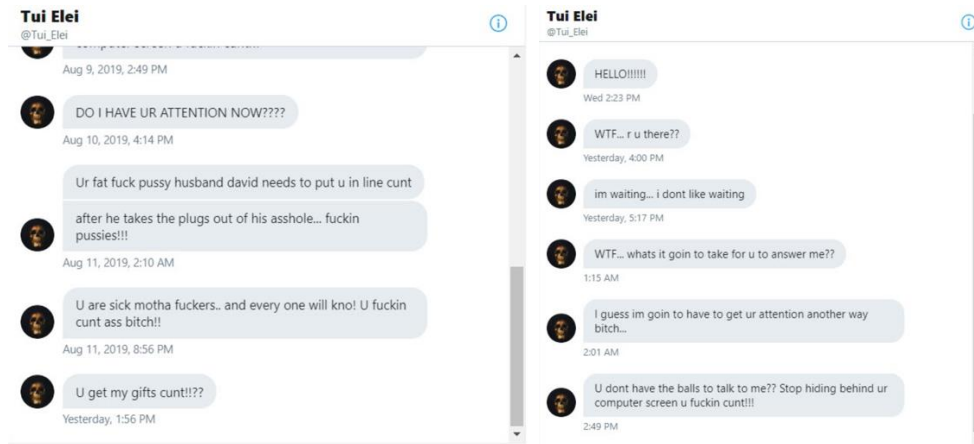 Tui Elei
@Tui_Elei
Aug 9, 2019, 2:49 PM
DO I HAVE UR ATTENTION NOW????
Aug 10, 2019, 4:14 PM
Ur fat fuck pussy husband david needs to put u in line cunt
after he takes the plugs out of his asshole... fuckin
pussies!!!
Aug 11, 2019, 2:10 AM
U are sick motha fuckers.. and every one will kno! U fuckin
cunt ass bitch!!
Aug 11, 2019, 8:56 PM
U get my gifts cunt!!??
Yesterday, 1:56 PM
Tui Elei
@Tui_Elei
HELLO!!!!!!
Wed 2:23 PM
WTF... r u there??
Yesterday, 4:00 PM
im waiting... i dont like waiting
Yesterday, 5:17 PM
WTF... whats it goin to take for u to answer me??
1:15 AM
I guess im goin to have to get ur attention another way
bitch...
2:01 AM
U dont have the balls to talk to me?? Stop hiding behind ur
computer screen u fuckin cunt!!!
2:49 PM